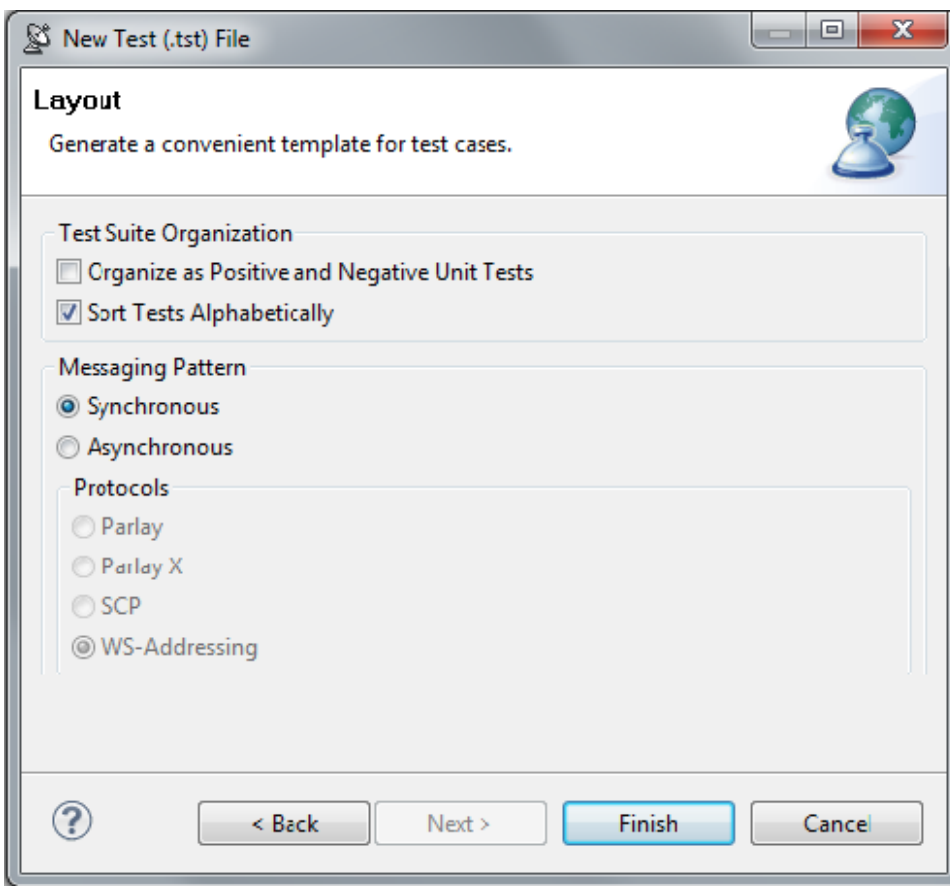 New Test (.tst) File
Layout
Generate a convenient template for test cases.
Test Suite Organization
Organize as Positive and Negative Unit Tests
Sort Tests Alphabetically
Messaging Pattern
Synchronous
Asynchronous
Protocols
Parlay
Parlay X
SCP
WS-Addressing
< Back Next > Finish Cancel